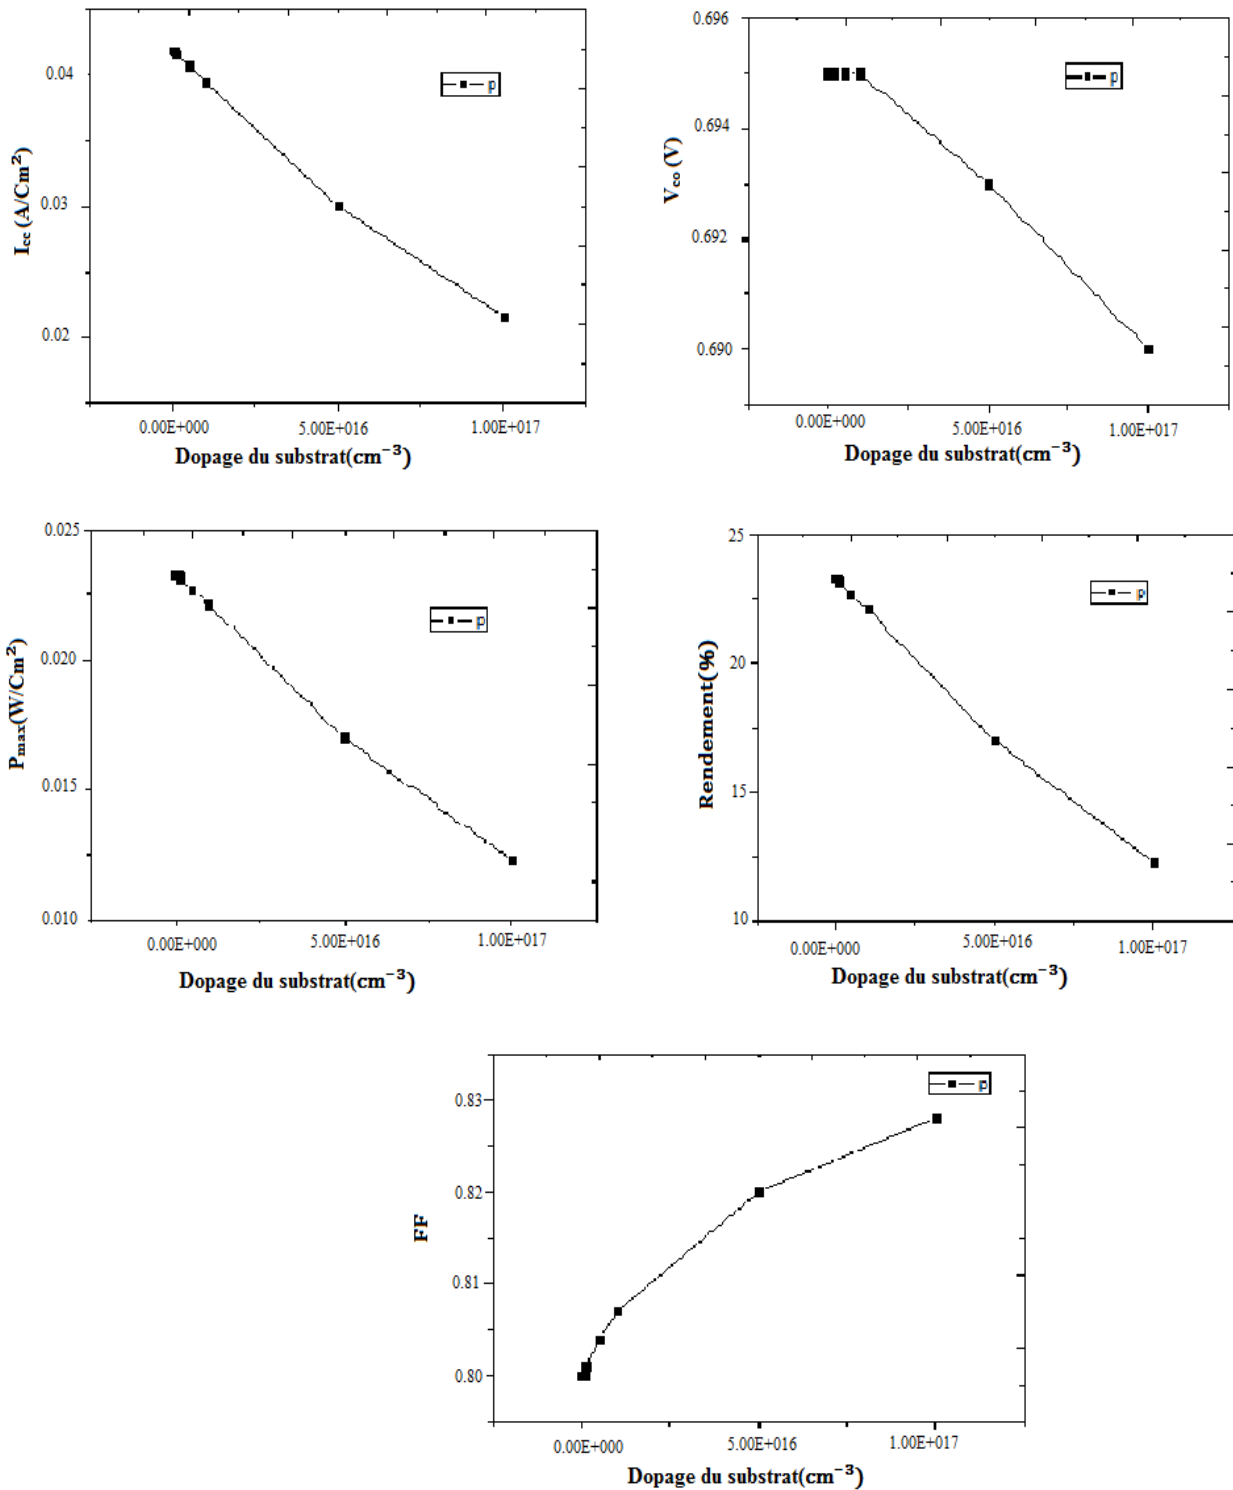 0.04
0.03
0.02
p
I_cc (A/Cm²)
0.00E+000 5.00E+016 1.00E+017
Dopage du substrat(cm⁻³)
0.696
0.694
0.692
0.690
p
V_co (V)
0.00E+000 5.00E+016 1.00E+017
Dopage du substrat(cm⁻³)
0.025
0.020
0.015
0.010
p
P_max(W/Cm²)
0.00E+000 5.00E+016 1.00E+017
Dopage du substrat(cm⁻³)
25
20
15
10
p
Rendement(%)
0.00E+000 5.00E+016 1.00E+017
Dopage du substrat(cm⁻³)
0.83
0.82
0.81
0.80
p
FF
0.00E+000 5.00E+016 1.00E+017
Dopage du substrat(cm⁻³)